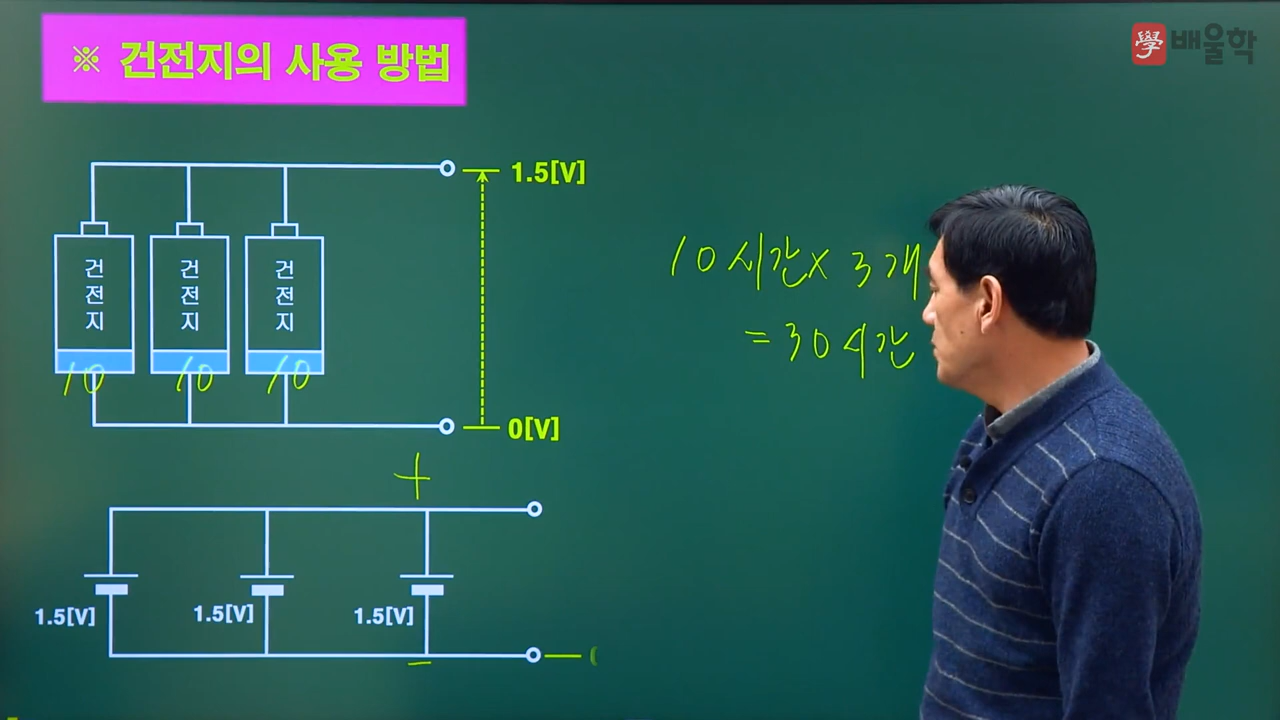 ※ 건전지의 사용 방법
學 배울학
1.5[V]
건전지
건전지
건전지
10
10
10
0[V]
10시간 × 3개
= 30시간
+
1.5[V]
1.5[V]
1.5[V]
−